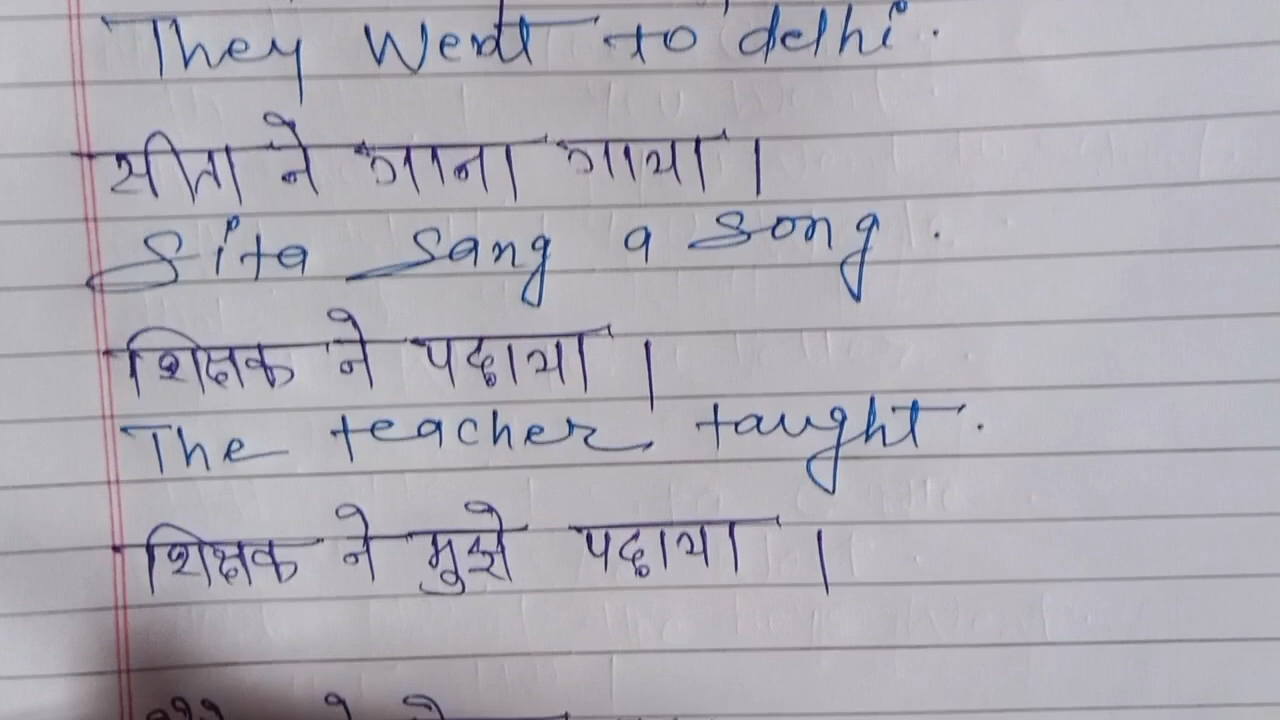 They Went to delhi.
सीता ने गाना गाया।
Sita sang a song.
शिक्षक ने पढ़ाया।
The teacher taught.
शिक्षक ने मुझे पढ़ाया।